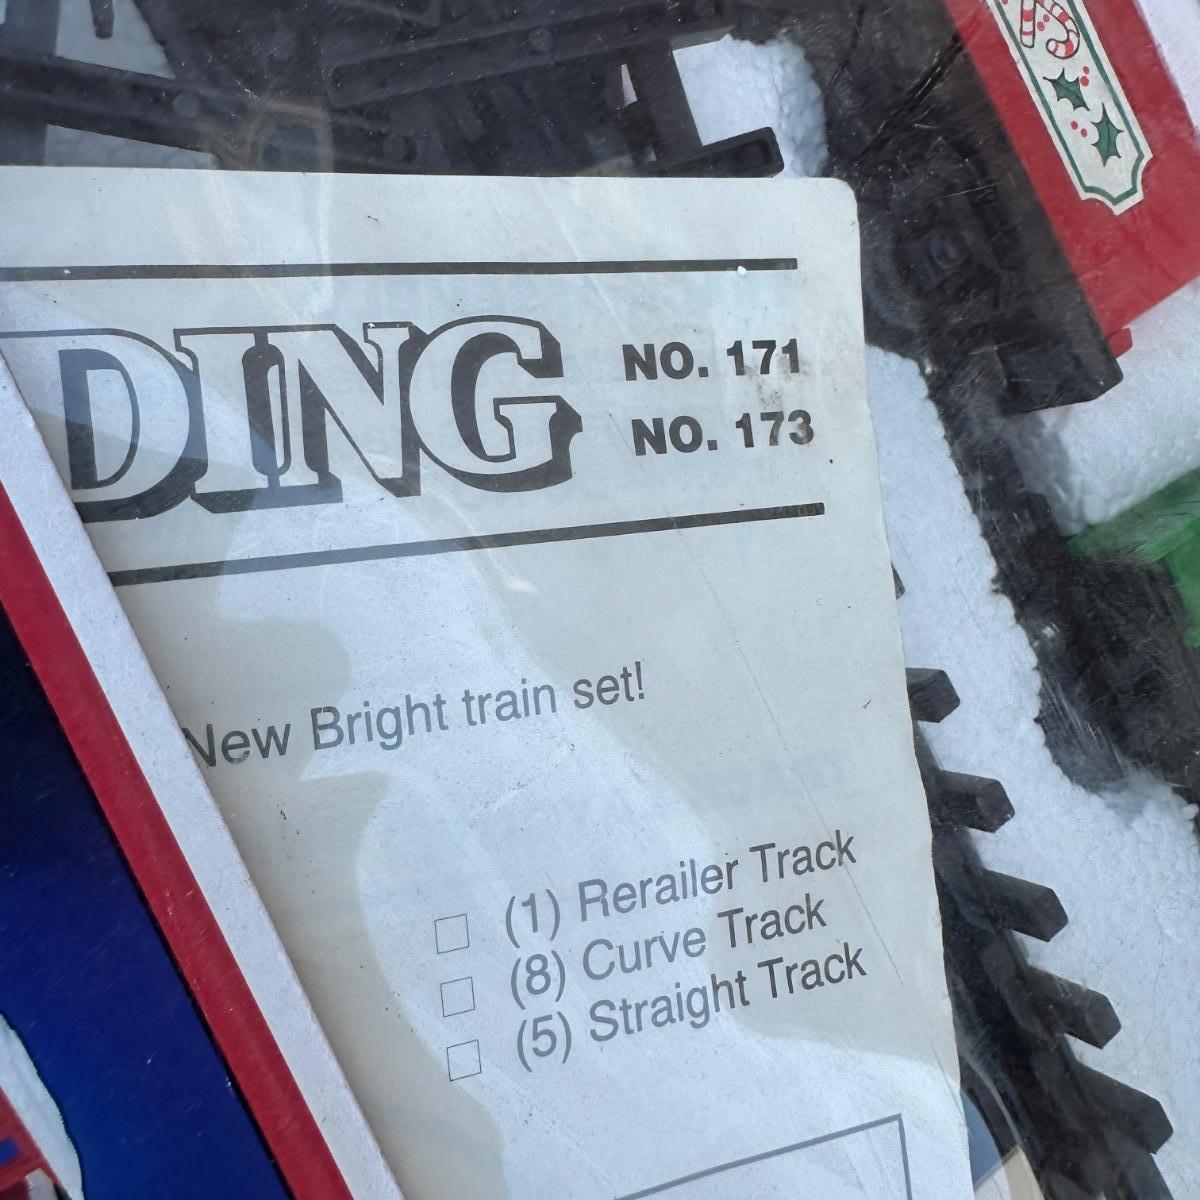 DING
NO. 171
NO. 173
New Bright train set!
(1) Rerailer Track
(8) Curve Track
(5) Straight Track